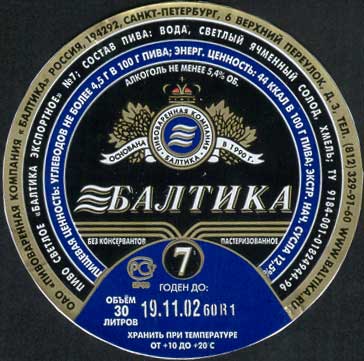 ОАО «ПИВОВАРЕННАЯ КОМПАНИЯ «БАЛТИКА» РОССИЯ, 194292, САНКТ-ПЕТЕРБУРГ, 6 ВЕРХНИЙ ПЕРЕУЛОК, Д.3 ТЕЛ. (812) 329-91-60 WWW.BALTIKA.RU
ПИВО СВЕТЛОЕ «БАЛТИКА ЭКСПОРТНОЕ» №7; СОСТАВ ПИВА: ВОДА, СВЕТЛЫЙ ЯЧМЕННЫЙ СОЛОД, ХМЕЛЬ; ТУ 9184-001-01824944-96
ПИЩЕВАЯ ЦЕННОСТЬ: УГЛЕВОДОВ НЕ БОЛЕЕ 4,5 Г В 100 Г ПИВА; ЭНЕРГ. ЦЕННОСТЬ: 44 ККАЛ В 100 Г ПИВА; ЭКСТР. НАЧ. СУСЛА 12,5%
АЛКОГОЛЬ НЕ МЕНЕЕ 5,4% ОБ.
ПИВОВАРЕННАЯ КОМПАНИЯ
БАЛТИКА
ОСНОВАНА В 1990 Г.
БАЛТИКА
БЕЗ КОНСЕРВАНТОВ
ПАСТЕРИЗОВАННОЕ
7
РСТ
ГОДЕН ДО:
ОБЪЁМ
30
ЛИТРОВ
19.11.02 60R1
ХРАНИТЬ ПРИ ТЕМПЕРАТУРЕ
ОТ +10 ДО +20 С